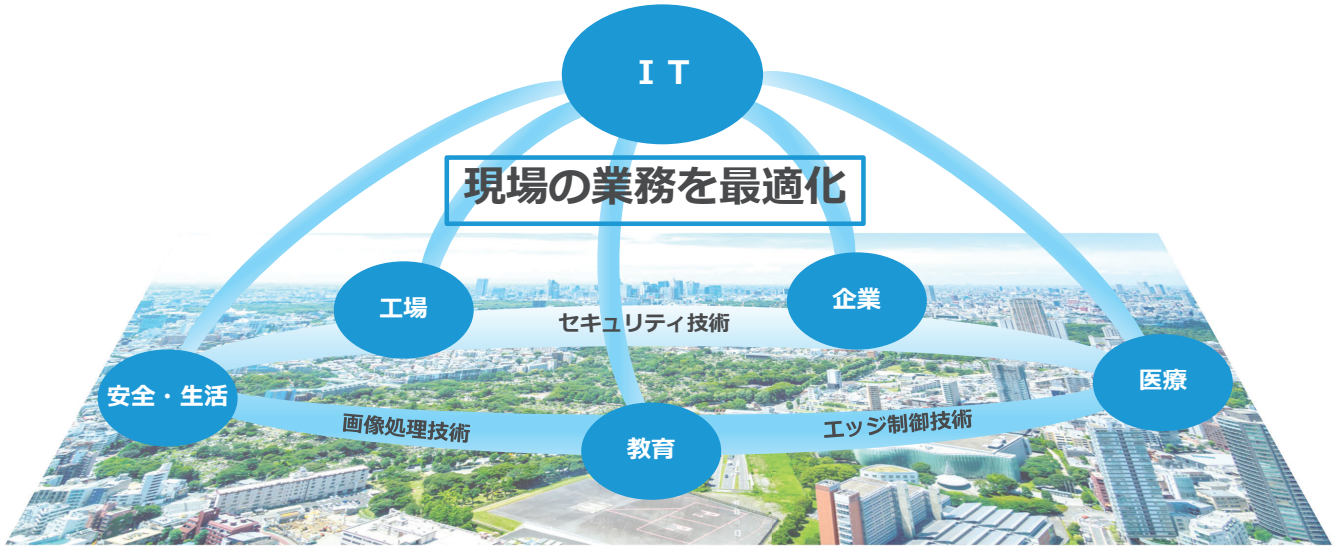 ＩＴ
現場の業務を最適化
工場
企業
セキュリティ技術
安全・生活
医療
画像処理技術
エッジ制御技術
教育